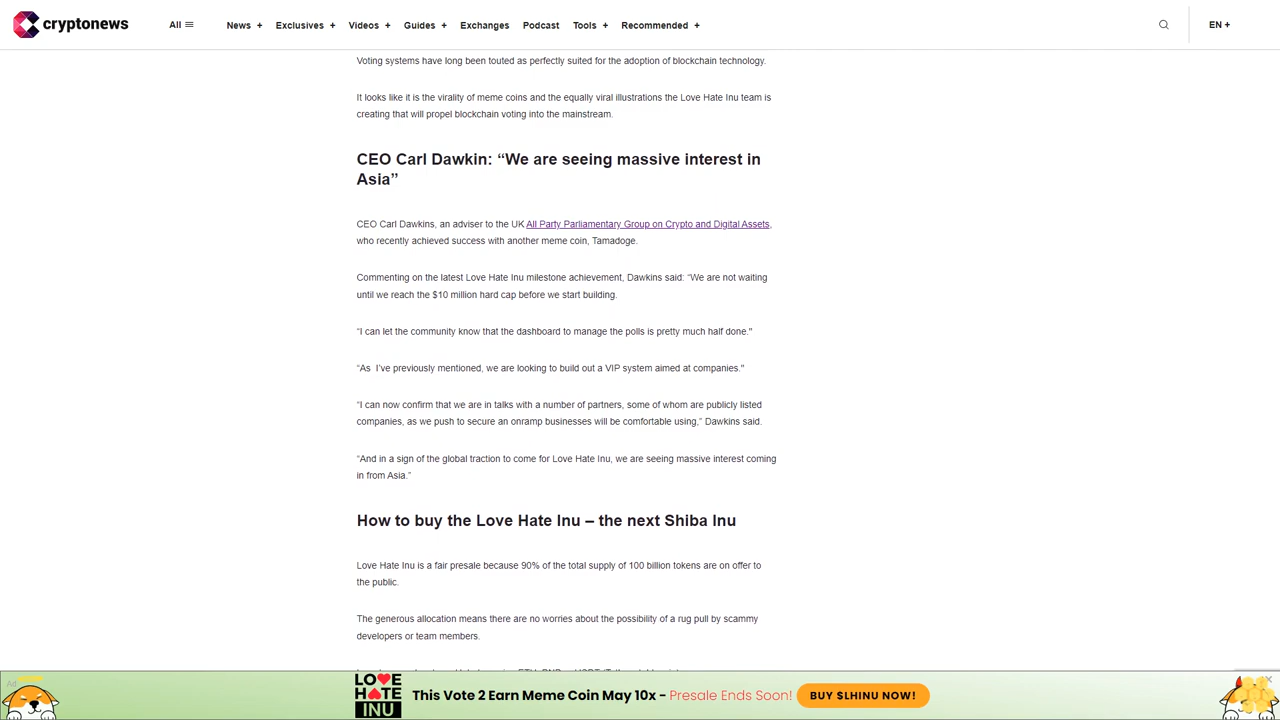 cryptonews
All
News +
Exclusives +
Videos +
Guides +
Exchanges
Podcast
Tools +
Recommended +
EN +
Voting systems have long been touted as perfectly suited for the adoption of blockchain technology.
It looks like it is the virality of meme coins and the equally viral illustrations the Love Hate Inu team is
creating that will propel blockchain voting into the mainstream.
CEO Carl Dawkin: “We are seeing massive interest in
Asia”
CEO Carl Dawkins, an adviser to the UK All Party Parliamentary Group on Crypto and Digital Assets,
who recently achieved success with another meme coin, Tamadoge.
Commenting on the latest Love Hate Inu milestone achievement, Dawkins said: “We are not waiting
until we reach the $10 million hard cap before we start building.
“I can let the community know that the dashboard to manage the polls is pretty much half done."
“As  I’ve previously mentioned, we are looking to build out a VIP system aimed at companies."
“I can now confirm that we are in talks with a number of partners, some of whom are publicly listed
companies, as we push to secure an onramp businesses will be comfortable using,” Dawkins said.
“And in a sign of the global traction to come for Love Hate Inu, we are seeing massive interest coming
in from Asia.”
How to buy the Love Hate Inu – the next Shiba Inu
Love Hate Inu is a fair presale because 90% of the total supply of 100 billion tokens are on offer to
the public.
The generous allocation means there are no worries about the possibility of a rug pull by scammy
developers or team members.
Ad
LOVE
HATE
INU
This Vote 2 Earn Meme Coin May 10x - Presale Ends Soon!
BUY $LHINU NOW!